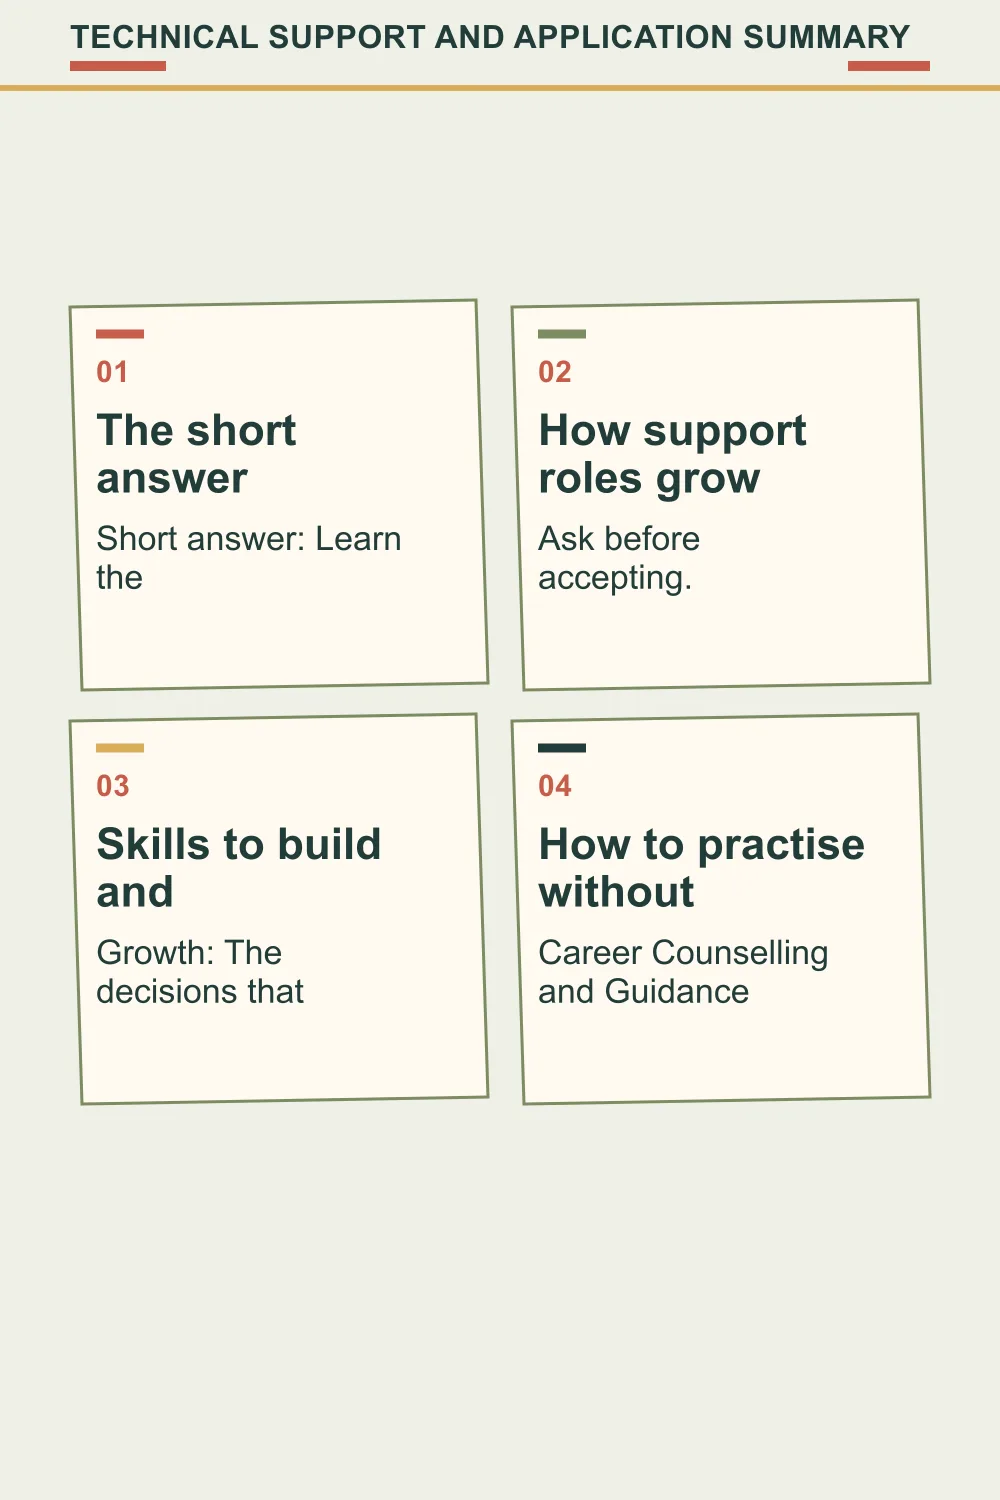 TECHNICAL SUPPORT AND APPLICATION SUMMARY
01
The short
answer
Short answer: Learn
the
02
How support
roles grow
Ask before
accepting.
03
Skills to build
and
Growth: The
decisions that
04
How to practise
without
Career Counselling
and Guidance